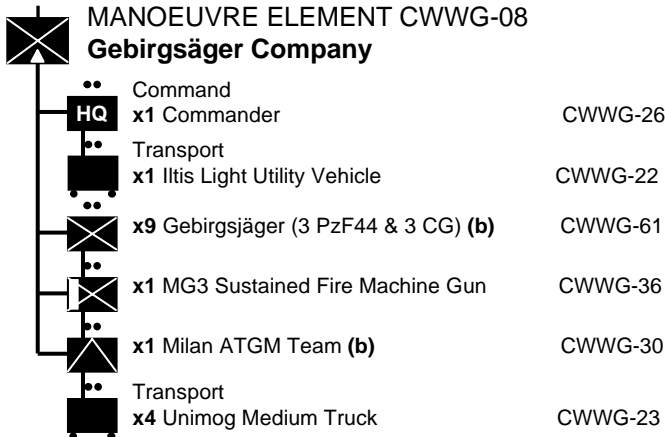 MANOEUVRE ELEMENT CWWG-08
Gebirgsäger Company
Command
HQ x1 Commander CWWG-26
Transport
x1 Iltis Light Utility Vehicle CWWG-22
x9 Gebirgsjäger (3 PzF44 & 3 CG) (b) CWWG-61
x1 MG3 Sustained Fire Machine Gun CWWG-36
x1 Milan ATGM Team (b) CWWG-30
Transport
x4 Unimog Medium Truck CWWG-23